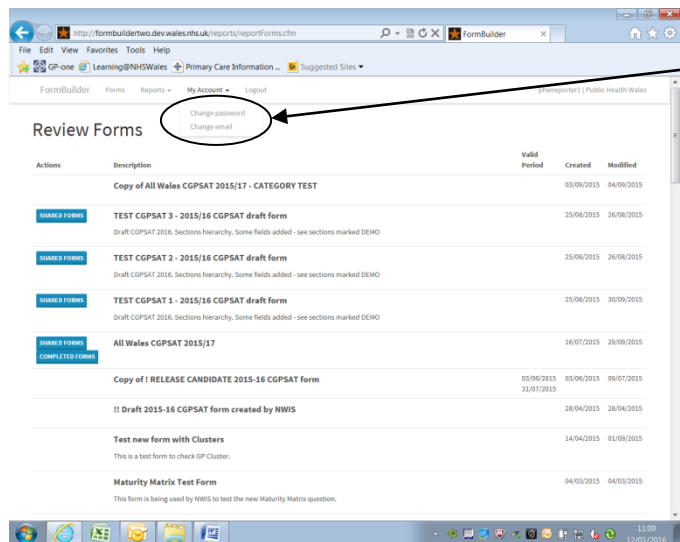 http://formbuildertwo.dev.wales.nhs.uk/reports/reportForms.cfm
FormBuilder
File Edit View Favorites Tools Help
GP-one Learning@NHSWales Primary Care Information ... Suggested Sites
FormBuilder Forms Reports My Account Logout phwreporter1 | Public Health Wales
Change password
Change email
Review Forms
Actions Description Valid Period Created Modified
Copy of All Wales CGPSAT 2015/17 - CATEGORY TEST 03/09/2015 04/09/2015
SHARED FORMS TEST CGPSAT 3 - 2015/16 CGPSAT draft form 25/08/2015 26/08/2015
Draft CGPSAT 2016. Sections hierarchy. Some fields added - see sections marked DEMO
SHARED FORMS TEST CGPSAT 2 - 2015/16 CGPSAT draft form 25/08/2015 26/08/2015
Draft CGPSAT 2016. Sections hierarchy. Some fields added - see sections marked DEMO
SHARED FORMS TEST CGPSAT 1 - 2015/16 CGPSAT draft form 25/08/2015 30/09/2015
Draft CGPSAT 2016. Sections hierarchy. Some fields added - see sections marked DEMO
SHARED FORMS All Wales CGPSAT 2015/17 16/07/2015 29/09/2015
COMPLETED FORMS
Copy of ! RELEASE CANDIDATE 2015-16 CGPSAT form 03/06/2015 03/06/2015 09/07/2015
31/07/2015
!! Draft 2015-16 CGPSAT form created by NWIS 28/04/2015 28/04/2015
Test new form with Clusters 14/04/2015 01/09/2015
This is a test form to check GP Cluster.
Maturity Matrix Test Form 04/03/2015 04/03/2015
This form is being used by NWIS to test the new Maturity Matrix question.
11:09
12/01/2016